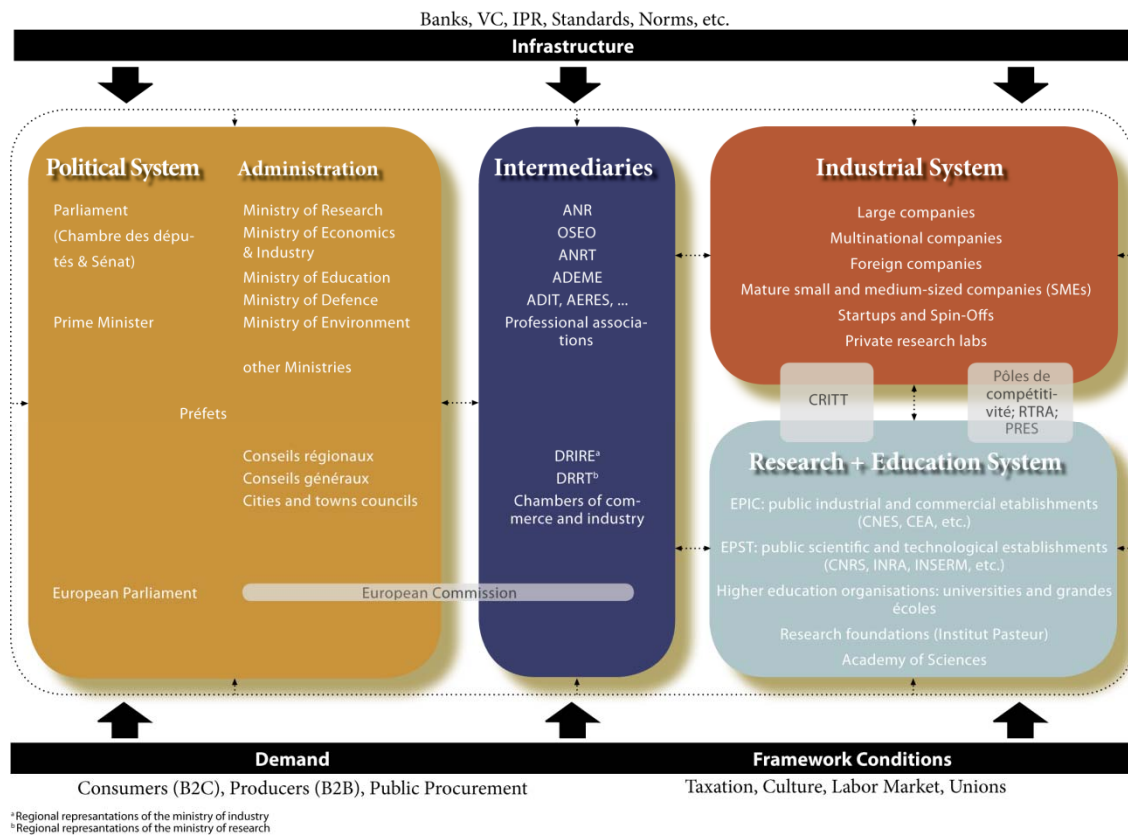 Banks, VC, IPR, Standards, Norms, etc.
Infrastructure
Political System
Administration
Parliament
(Chambre des dépu-
tés & Sénat)
Prime Minister
Ministry of Research
Ministry of Economics
& Industry
Ministry of Education
Ministry of Defence
Ministry of Environment
other Ministries
Préfets
Conseils régionaux
Conseils généraux
Cities and towns councils
European Parliament
European Commission
Intermediaries
ANR
OSEO
ANRT
ADEME
ADIT, AERES, ...
Professional associa-
tions
DRIREᵃ
DRRTᵇ
Chambers of com-
merce and industry
Industrial System
Large companies
Multinational companies
Foreign companies
Mature small and medium-sized companies (SMEs)
Startups and Spin-Offs
Private research labs
CRITT
Pôles de
compétiti-
vité; RTRA;
PRES
Research + Education System
EPIC: public industrial and commercial etablishments
(CNES, CEA, etc.)
EPST: public scientific and technological establishments
(CNRS, INRA, INSERM, etc.)
Higher education organisations: universities and grandes
écoles
Research foundations (Institut Pasteur)
Academy of Sciences
Demand
Framework Conditions
Consumers (B2C), Producers (B2B), Public Procurement
Taxation, Culture, Labor Market, Unions
ᵃ Regional represantations of the ministry of industry
ᵇ Regional represantations of the ministry of research